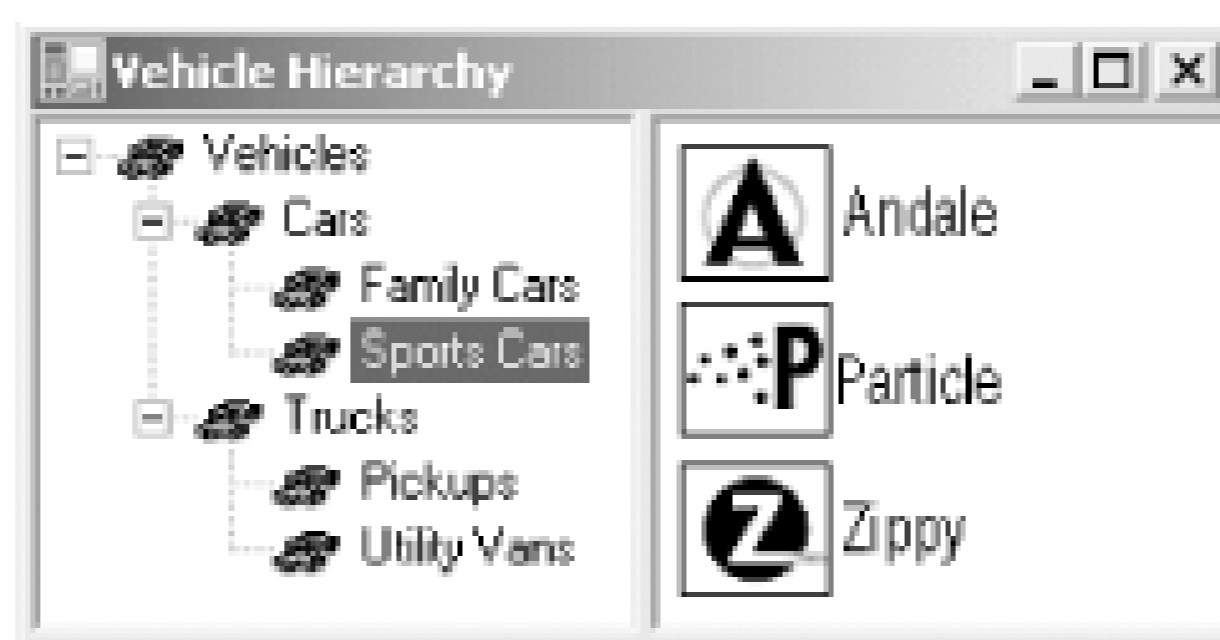 Vehicle Hierarchy
Vehicles
Cars
Family Cars
Sports Cars
Trucks
Pickups
Utility Vans
A Andale
P Particle
Z Zippy